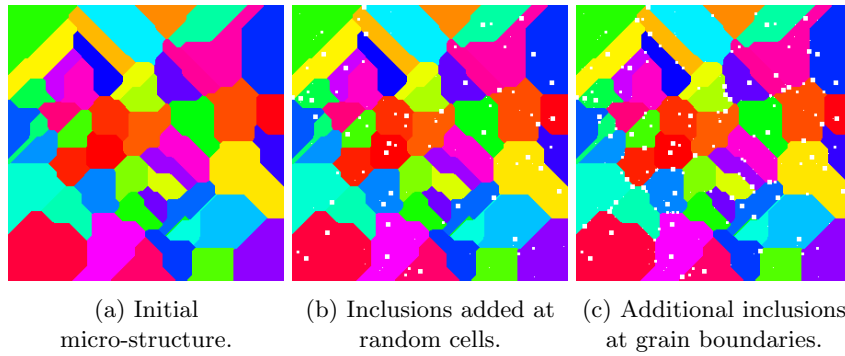 (a) Initial
micro-structure.
(b) Inclusions added at
random cells.
(c) Additional inclusions
at grain boundaries.